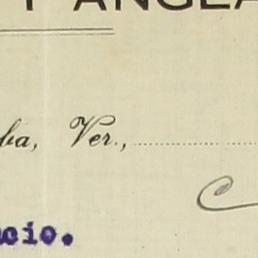 Y ANGLA
ba, Ver.,
cio.